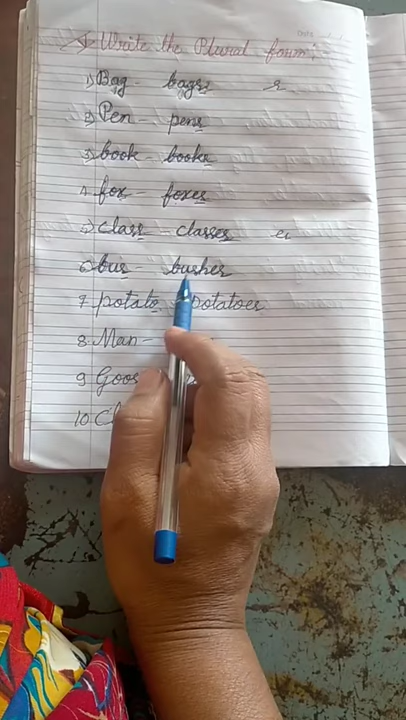 I Write the Plural form:-
1) Bag bags s
2) Pen - pens
3) book - books
4 fox - foxes
5) class - classes es
6) bus - bushes
7 potato - potatoes
8 Man -
9 Goos
10 C